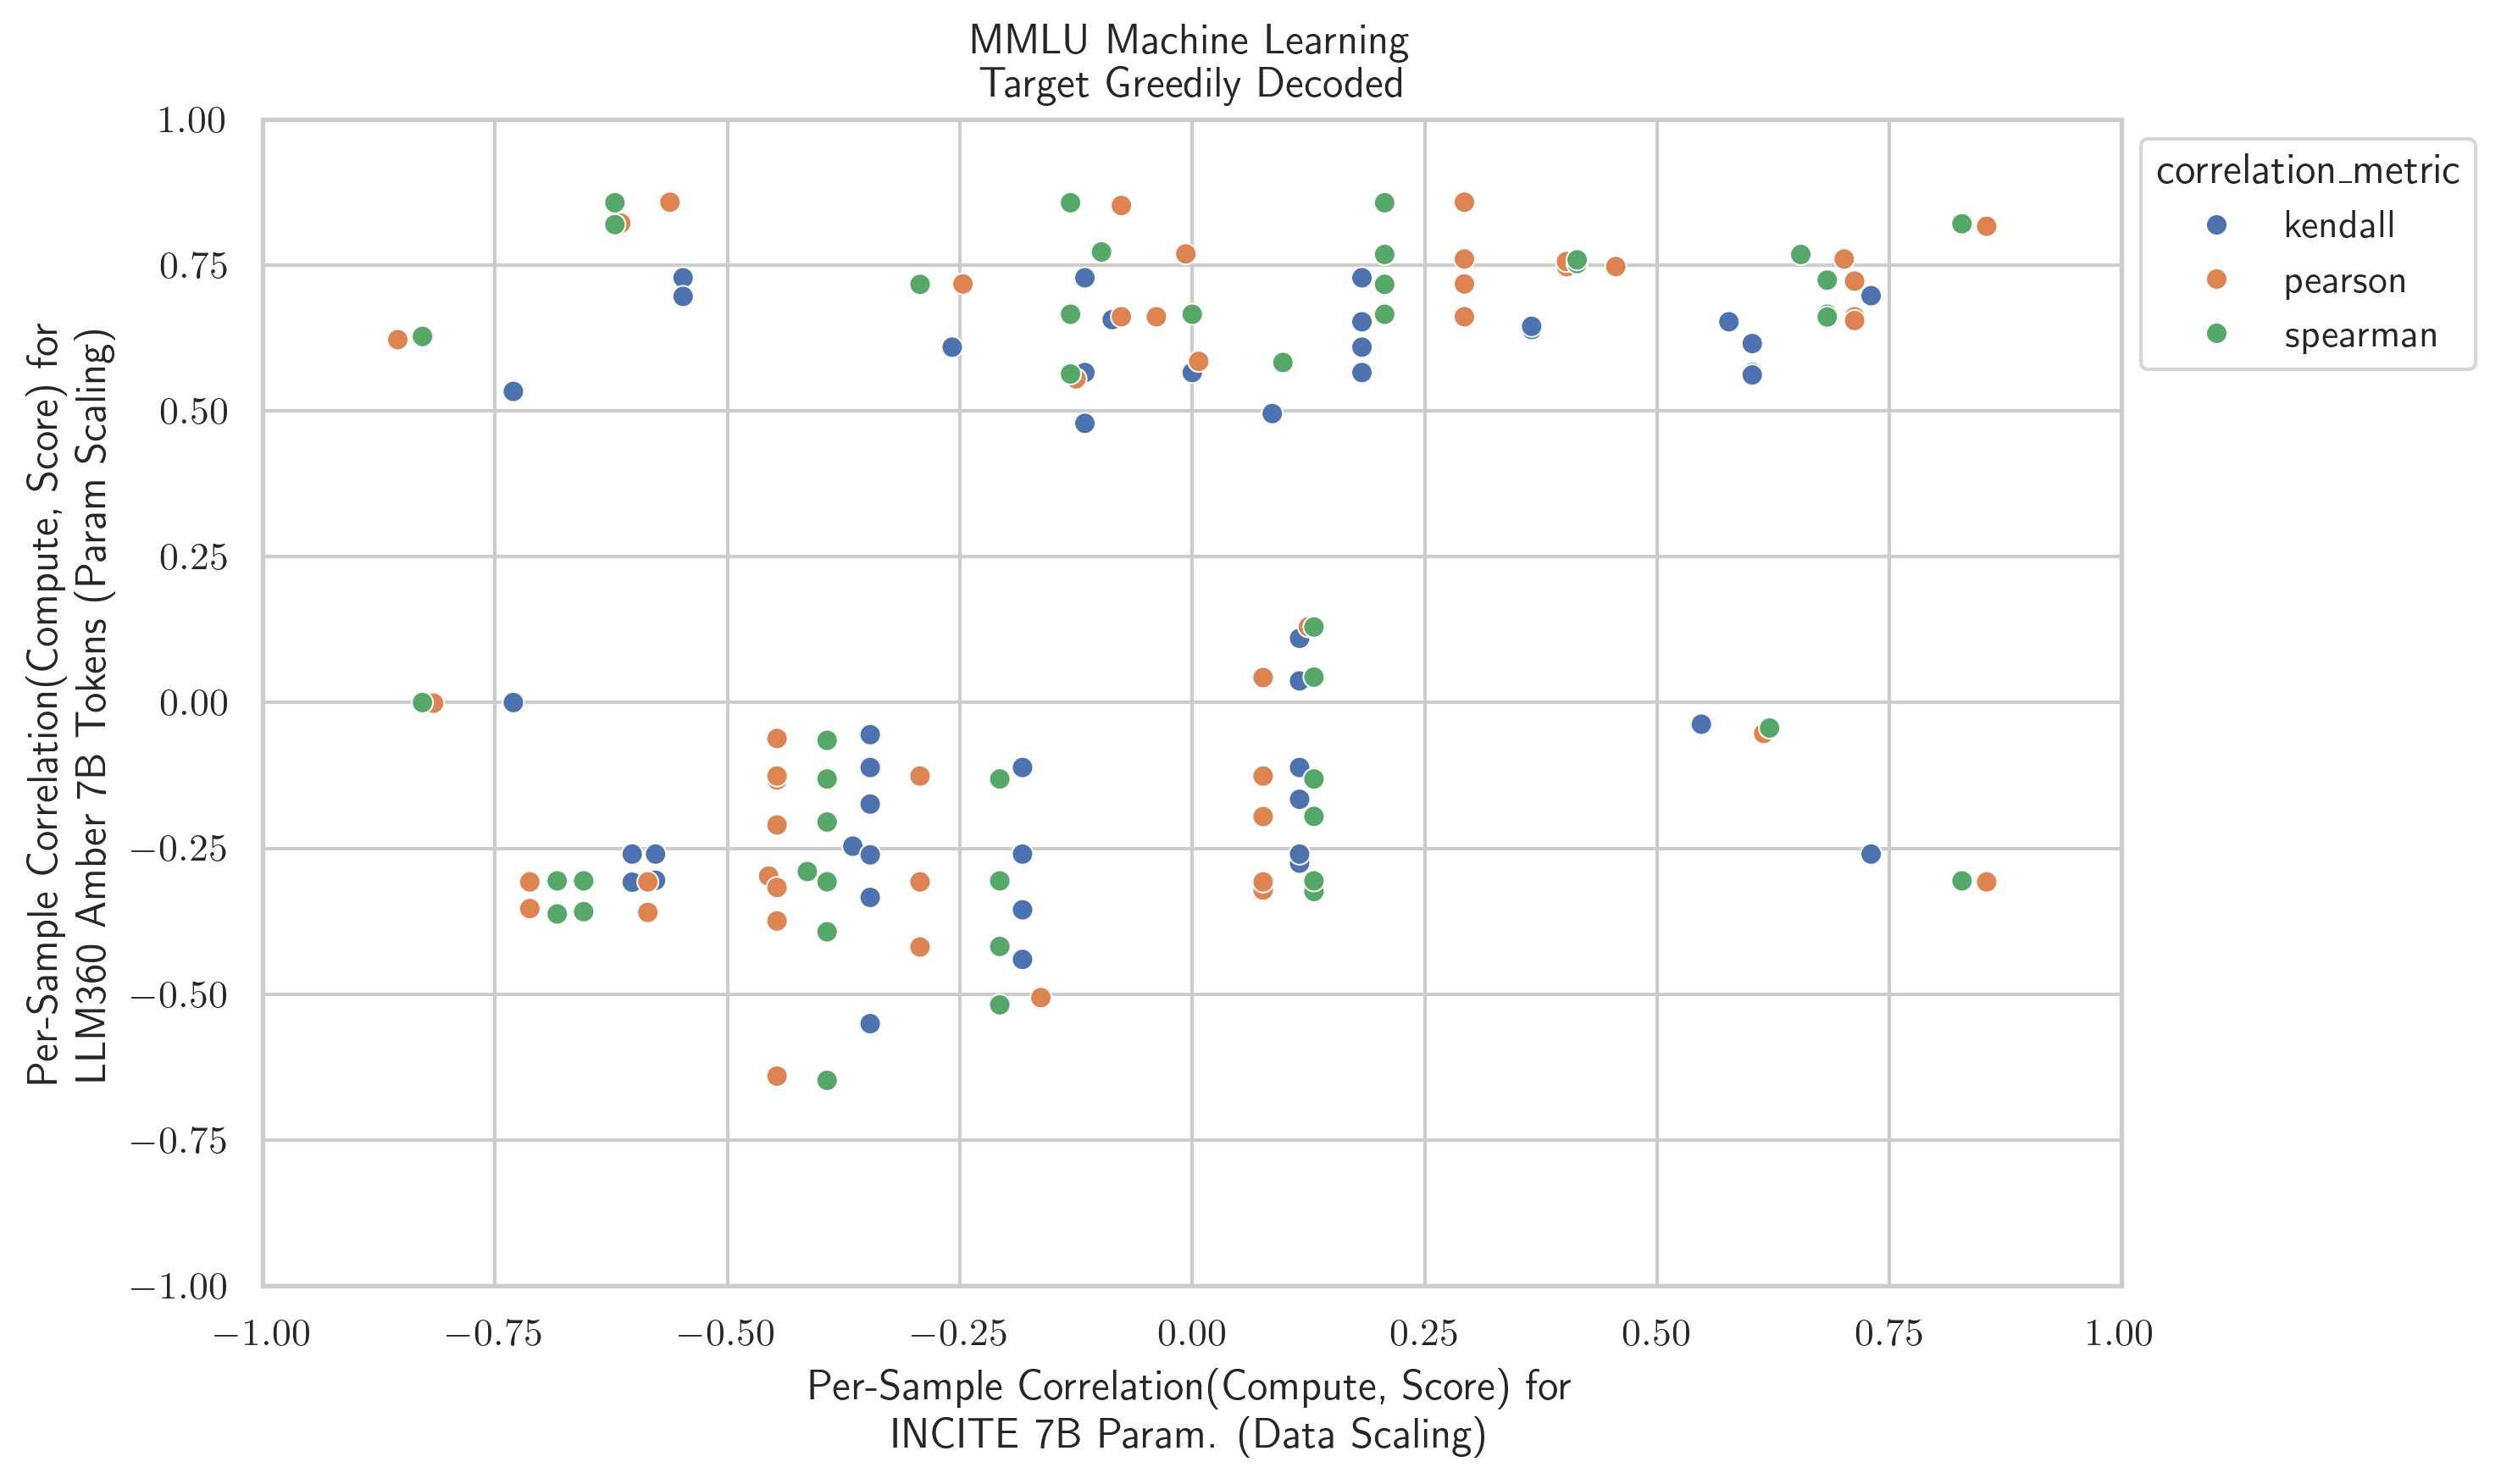 MMLU Machine Learning
Target Greedily Decoded
Per-Sample Correlation(Compute, Score) for
LLM360 Amber 7B Tokens (Param Scaling)
1.00
0.75
0.50
0.25
0.00
−0.25
−0.50
−0.75
−1.00
−1.00 −0.75 −0.50 −0.25 0.00 0.25 0.50 0.75 1.00
Per-Sample Correlation(Compute, Score) for
INCITE 7B Param. (Data Scaling)
correlation_metric
kendall
pearson
spearman